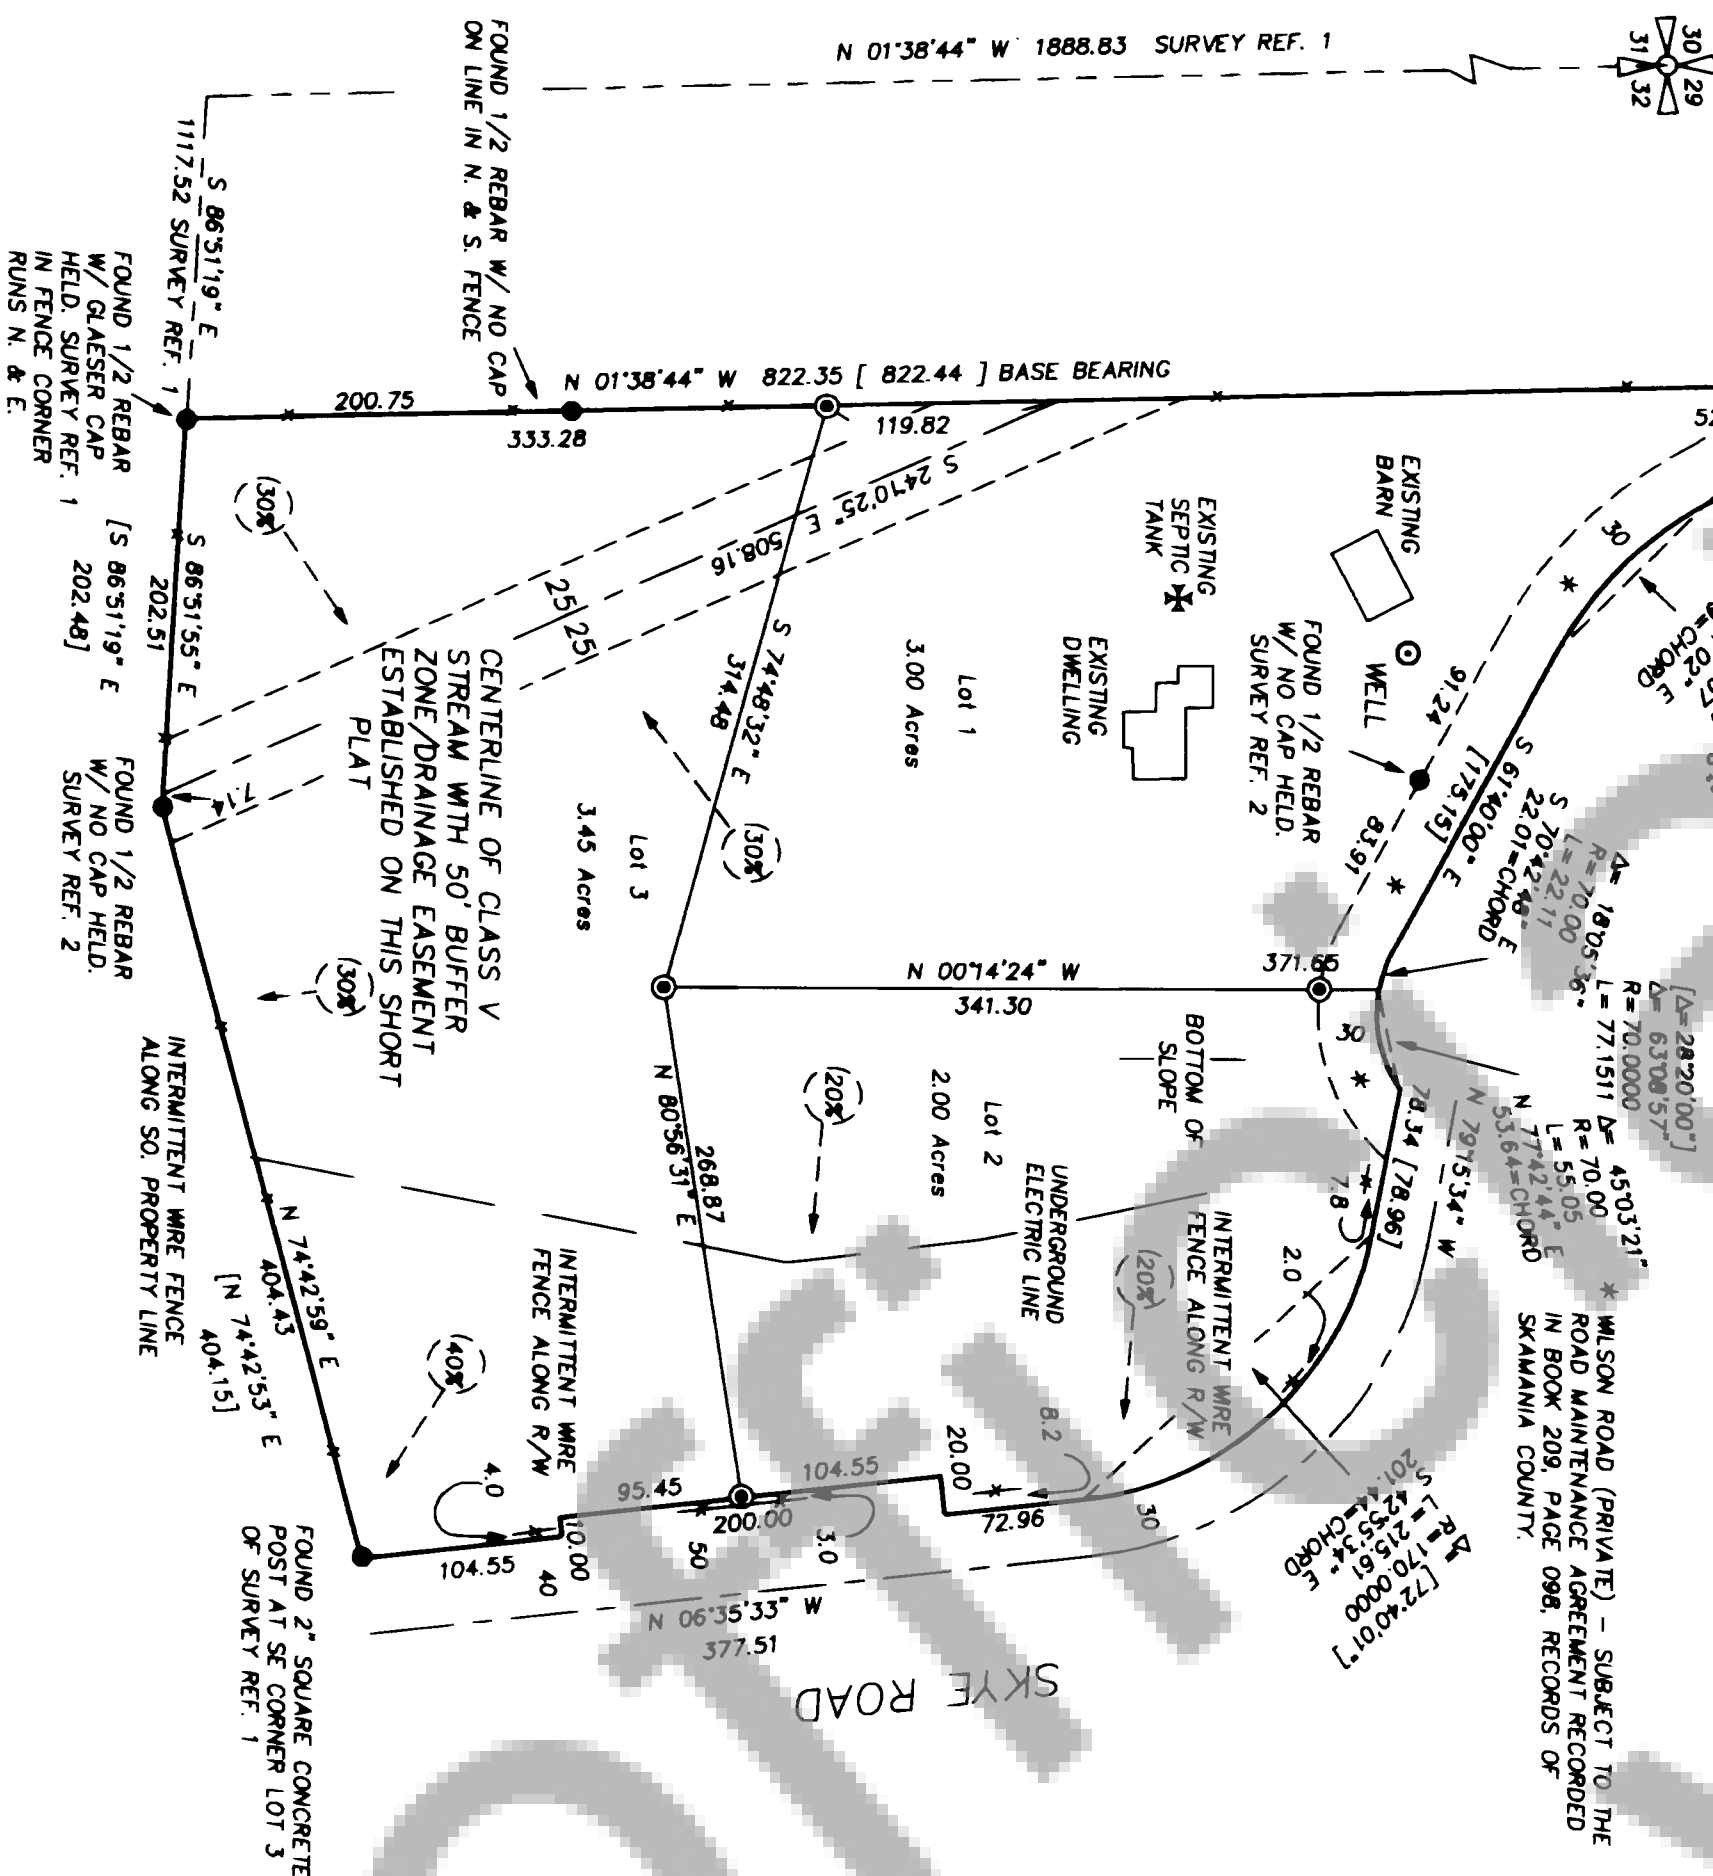 30
29
31
32
N 01°38'44" W 1888.83 SURVEY REF. 1
FOUND 1/2 REBAR W/ NO CAP
ON LINE IN N. & S. FENCE
S 86°51'19" E
1117.52 SURVEY REF. 1
FOUND 1/2 REBAR
W/ GLAESER CAP
HELD. SURVEY REF. 1
IN FENCE CORNER
RUNS N. & E.
N 01°38'44" W 822.35 [ 822.44 ] BASE BEARING
200.75
333.28
119.82
S 24°10'25" E
508.16
25
25
(30%)
S 86°51'55" E
202.51
[S 86°51'19" E
202.48]
EXISTING
BARN
EXISTING
SEPTIC
TANK
EXISTING
DWELLING
WELL
FOUND 1/2 REBAR
W/ NO CAP HELD.
SURVEY REF. 2
30
E
91.24
83.91
S 61°40'00" E
[175.15]
S 70°42'48" E
22.01=CHORD
Δ= 18°05'36"
R= 70.00
L= 22.11
Lot 1
3.00 Acres
S 74°48'32" E
314.48
CENTERLINE OF CLASS V
STREAM WITH 50' BUFFER
ZONE/DRAINAGE EASEMENT
ESTABLISHED ON THIS SHORT
PLAT
(30%)
Lot 3
3.45 Acres
FOUND 1/2 REBAR
W/ NO CAP HELD.
SURVEY REF. 2
(30%)
N 00°14'24" W
341.30
371.65
30
[Δ= 28°20'00"]
Δ= 63°08'57"
R= 70.0000
L= 77.1511
Δ= 45°03'21"
R= 70.00
L= 55.05
N 77°42'44" E
53.64=CHORD
N 79°15'34" W
78.34 [78.96]
7.8
BOTTOM OF
SLOPE
Lot 2
2.00 Acres
(20%)
N 80°56'31" E
268.87
UNDERGROUND
ELECTRIC LINE
INTERMITTENT WIRE
FENCE ALONG R/W
(20%)
2.0
8.2
20.00
104.55
95.45
200.00
3.0
50
72.96
30
10.00
40
104.55
4.0
(40%)
INTERMITTENT WIRE
FENCE ALONG R/W
INTERMITTENT WIRE FENCE
ALONG SO. PROPERTY LINE
N 74°42'59" E
404.43
[N 74°42'53" E
404.15]
FOUND 2" SQUARE CONCRETE
POST AT SE CORNER LOT 3
OF SURVEY REF. 1
N 06°35'33" W
377.51
SKYE ROAD
[72°40'01"]
R= 170.0000
L= 215.61
S 42°55'34" E
* WILSON ROAD (PRIVATE) - SUBJECT TO THE
ROAD MAINTENANCE AGREEMENT RECORDED
IN BOOK 209, PAGE 098, RECORDS OF
SKAMANIA COUNTY.